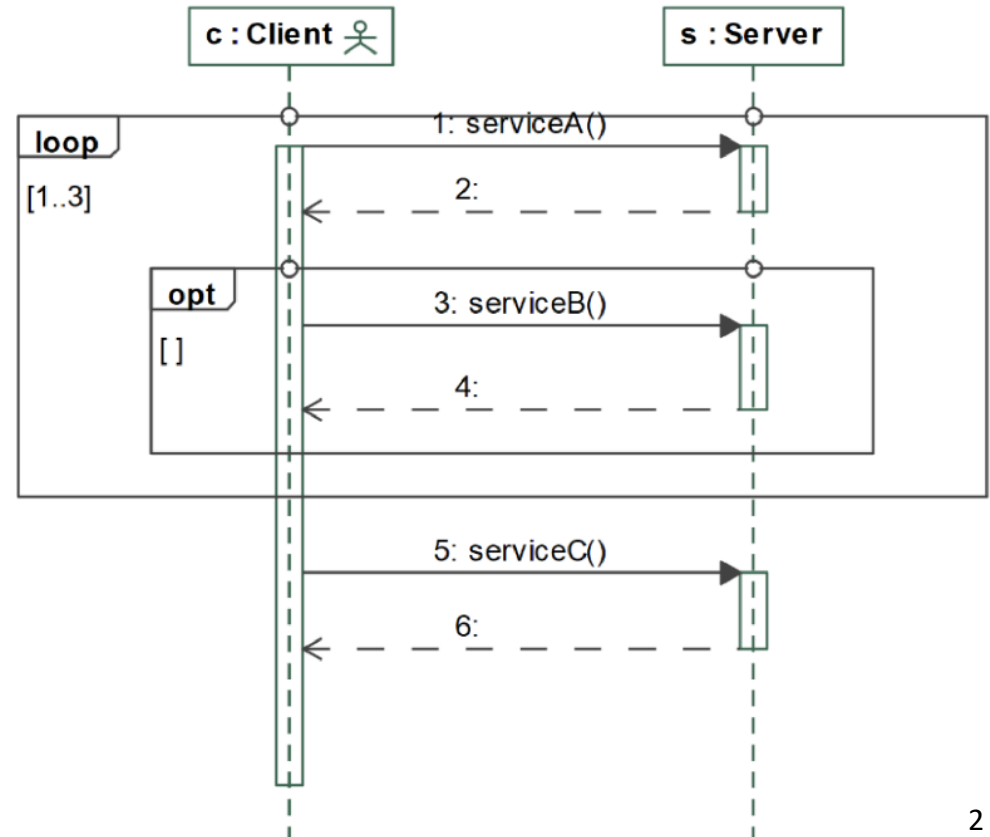 c : Client
s : Server
loop
1: serviceA()
[1..3]
2:
opt
3: serviceB()
[ ]
4:
5: serviceC()
6:
2